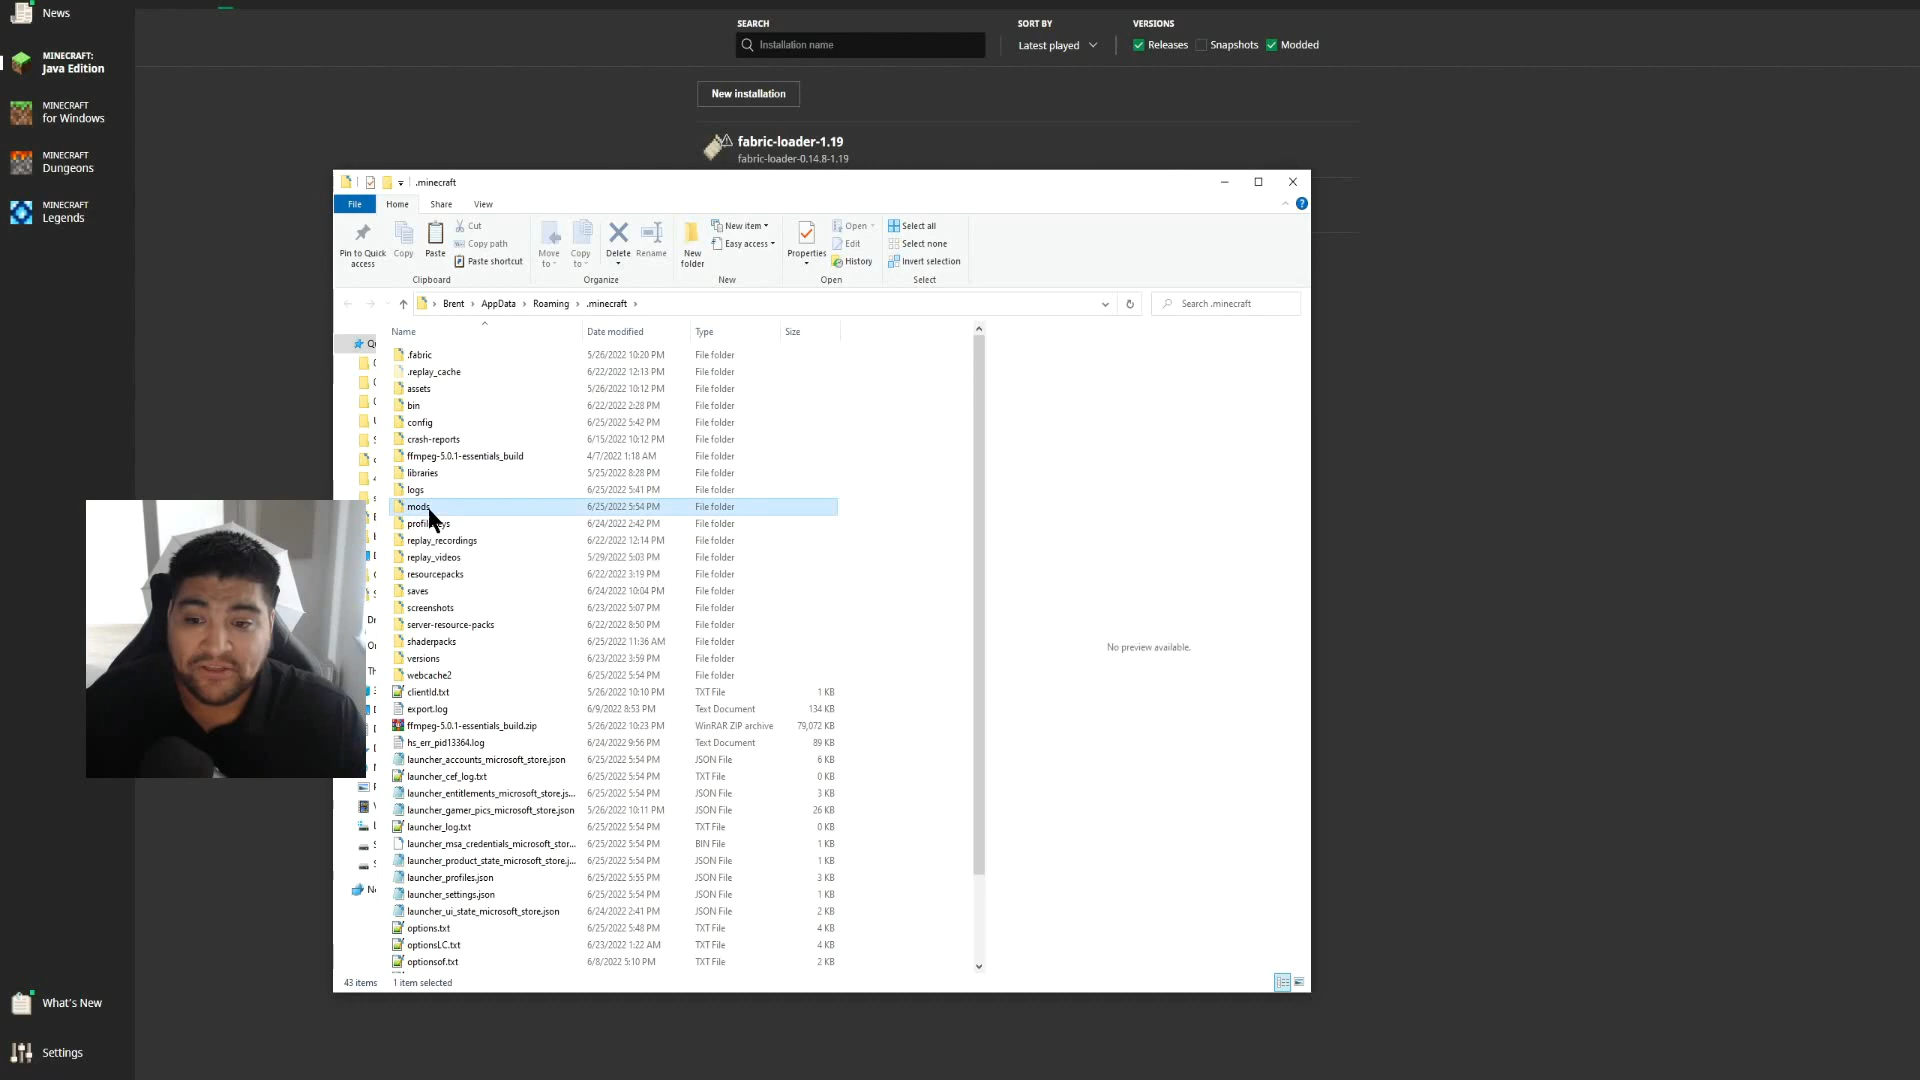 News
MINECRAFT:
Java Edition
MINECRAFT
for Windows
MINECRAFT
Dungeons
MINECRAFT
Legends
What's New
Settings
SEARCH
Installation name
SORT BY
Latest played
VERSIONS
Releases Snapshots Modded
New installation
fabric-loader-1.19
fabric-loader-0.14.8-1.19
.minecraft
File Home Share View
Pin to Quick access
Copy
Paste
Cut
Copy path
Paste shortcut
Clipboard
Move to
Copy to
Delete
Rename
Organize
New folder
New item
Easy access
New
Properties
Open
Edit
History
Open
Select all
Select none
Invert selection
Select
Brent > AppData > Roaming > .minecraft >
Search .minecraft
Name Date modified Type Size
.fabric 5/26/2022 10:20 PM File folder
.replay_cache 6/22/2022 12:13 PM File folder
assets 5/26/2022 10:12 PM File folder
bin 6/22/2022 2:28 PM File folder
config 6/25/2022 5:42 PM File folder
crash-reports 6/15/2022 10:12 PM File folder
ffmpeg-5.0.1-essentials_build 4/7/2022 1:18 AM File folder
libraries 5/25/2022 8:28 PM File folder
logs 6/25/2022 5:41 PM File folder
mods 6/25/2022 5:54 PM File folder
6/24/2022 2:42 PM File folder
replay_recordings 6/22/2022 12:14 PM File folder
replay_videos 5/29/2022 5:03 PM File folder
resourcepacks 6/22/2022 3:19 PM File folder
saves 6/24/2022 10:04 PM File folder
screenshots 6/23/2022 5:07 PM File folder
server-resource-packs 6/22/2022 8:50 PM File folder
shaderpacks 6/25/2022 11:36 AM File folder
versions 6/23/2022 3:59 PM File folder
webcache2 6/25/2022 5:54 PM File folder
clientId.txt 5/26/2022 10:10 PM TXT File 1 KB
export.log 6/9/2022 8:53 PM Text Document 134 KB
ffmpeg-5.0.1-essentials_build.zip 5/26/2022 10:23 PM WinRAR ZIP archive 79,072 KB
hs_err_pid13364.log 6/24/2022 9:56 PM Text Document 89 KB
launcher_accounts_microsoft_store.json 6/25/2022 5:54 PM JSON File 6 KB
launcher_cef_log.txt 6/25/2022 5:54 PM TXT File 0 KB
launcher_entitlements_microsoft_store.js... 6/25/2022 5:54 PM JSON File 3 KB
launcher_gamer_pics_microsoft_store.json 5/26/2022 10:11 PM JSON File 26 KB
launcher_log.txt 6/25/2022 5:54 PM TXT File 0 KB
launcher_msa_credentials_microsoft_stor... 6/25/2022 5:54 PM BIN File 1 KB
launcher_product_state_microsoft_store.j... 6/25/2022 5:54 PM JSON File 1 KB
launcher_profiles.json 6/25/2022 5:55 PM JSON File 3 KB
launcher_settings.json 6/25/2022 5:54 PM JSON File 1 KB
launcher_ui_state_microsoft_store.json 6/24/2022 2:41 PM JSON File 2 KB
options.txt 6/25/2022 5:48 PM TXT File 4 KB
optionsLC.txt 6/23/2022 1:22 AM TXT File 4 KB
optionsof.txt 6/8/2022 5:10 PM TXT File 2 KB
No preview available.
43 items 1 item selected